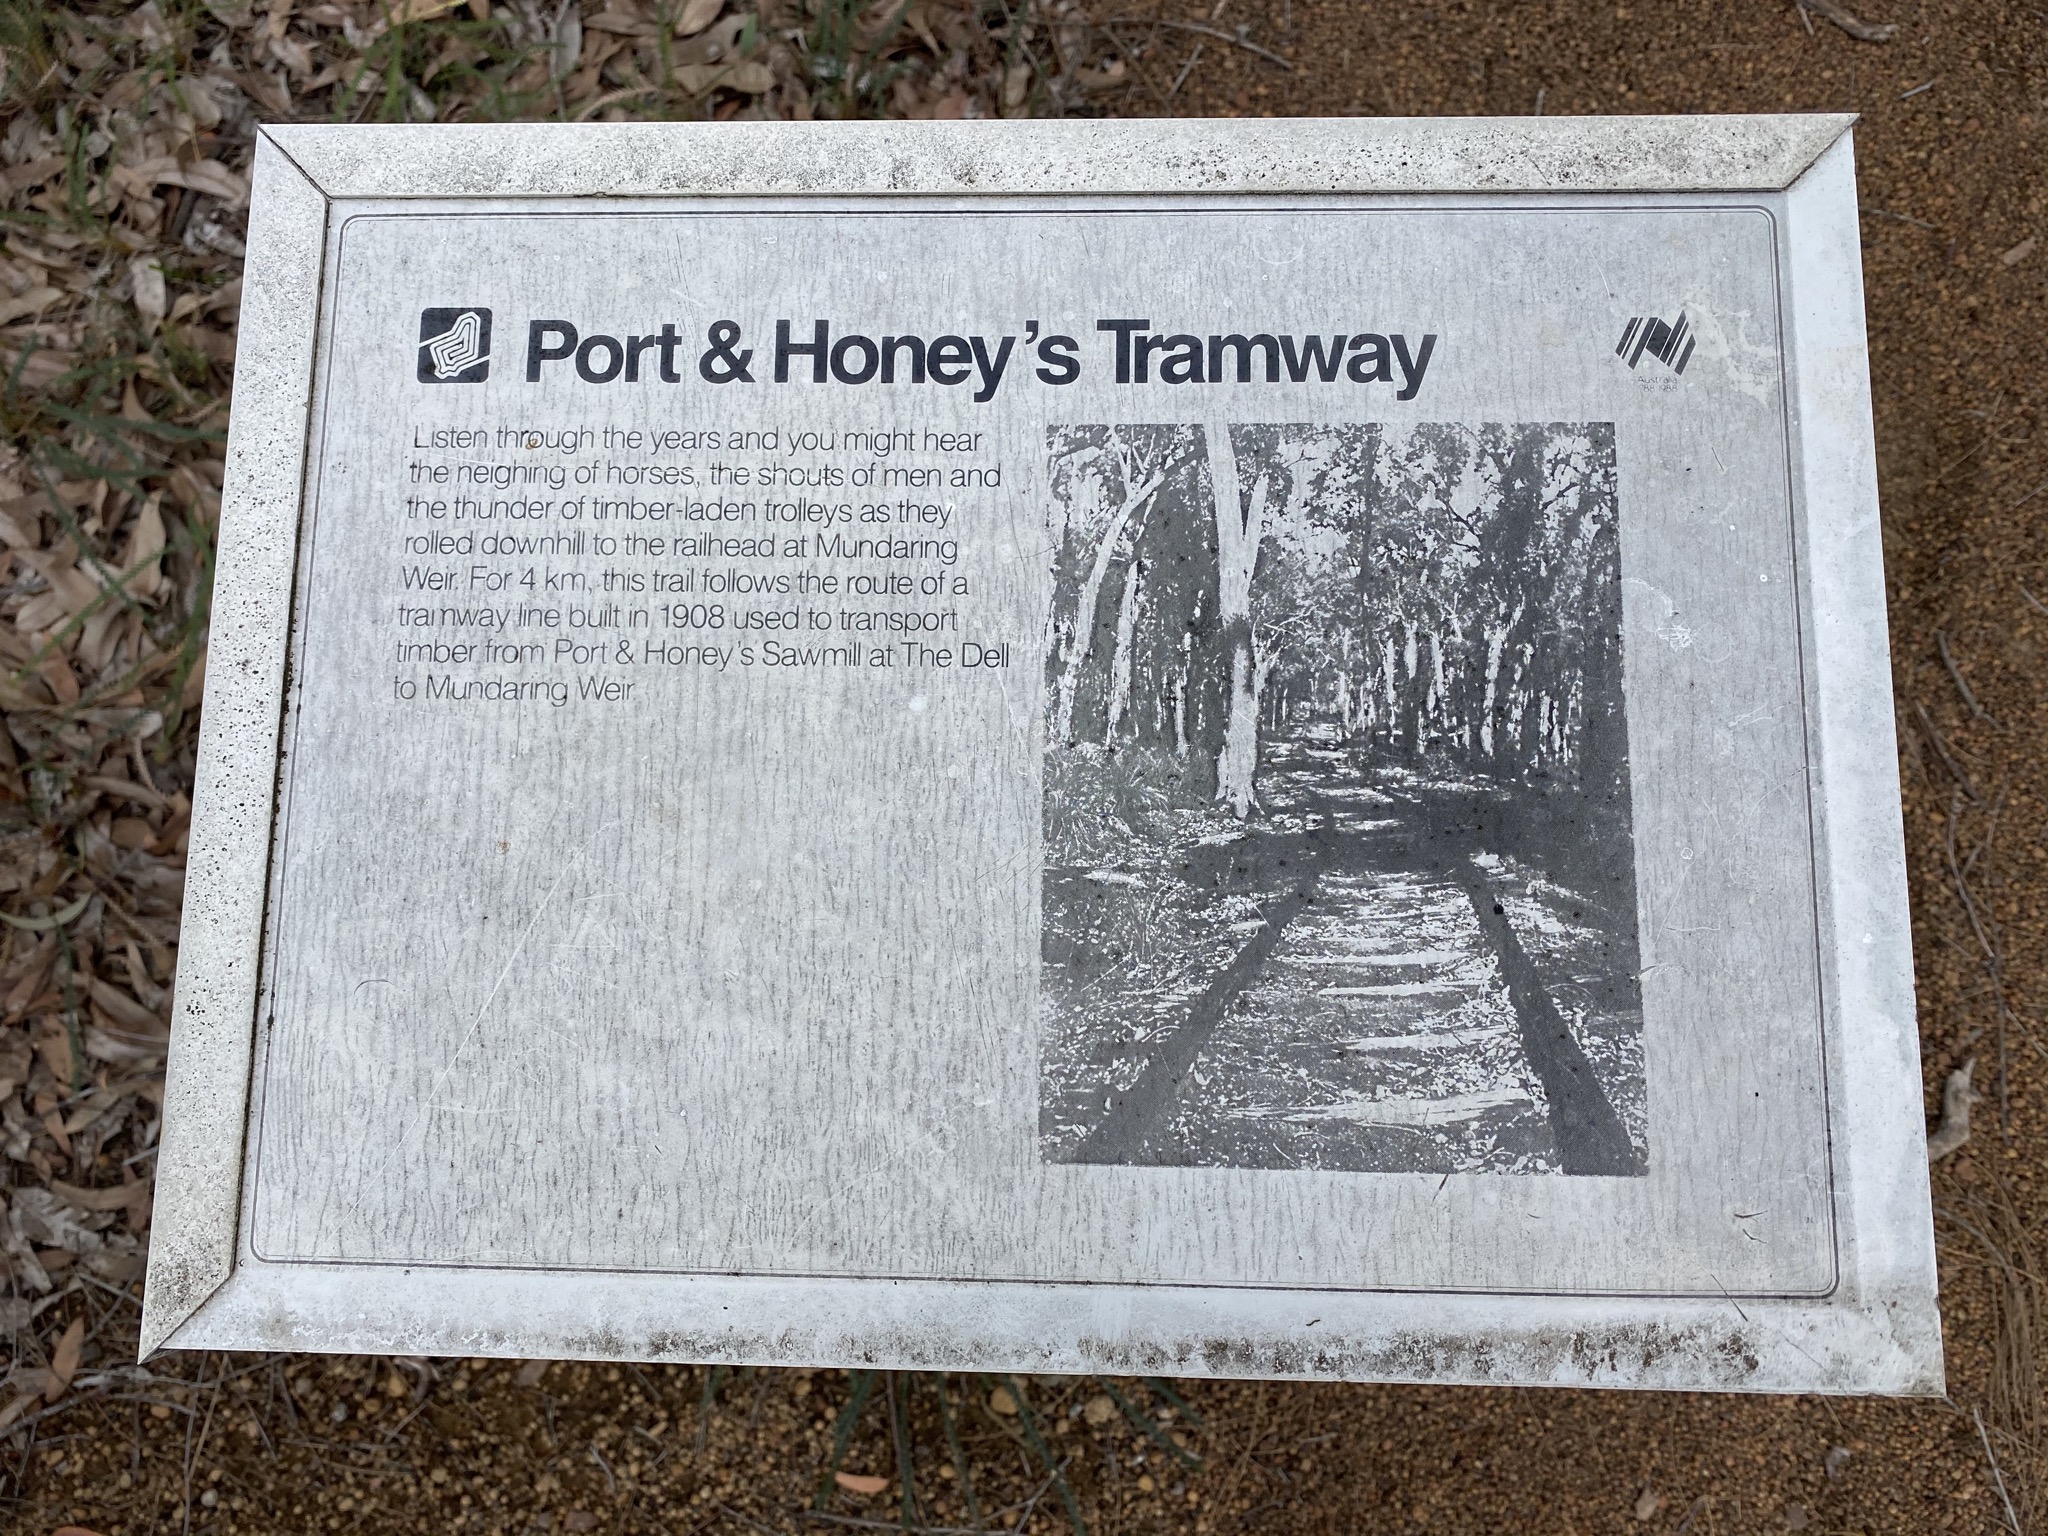 Port & Honey's Tramway
Australia
1788-1988
Listen through the years and you might hear
the neighing of horses, the shouts of men and
the thunder of timber-laden trolleys as they
rolled downhill to the railhead at Mundaring
Weir. For 4 km, this trail follows the route of a
tramway line built in 1908 used to transport
timber from Port & Honey's Sawmill at The Dell
to Mundaring Weir.